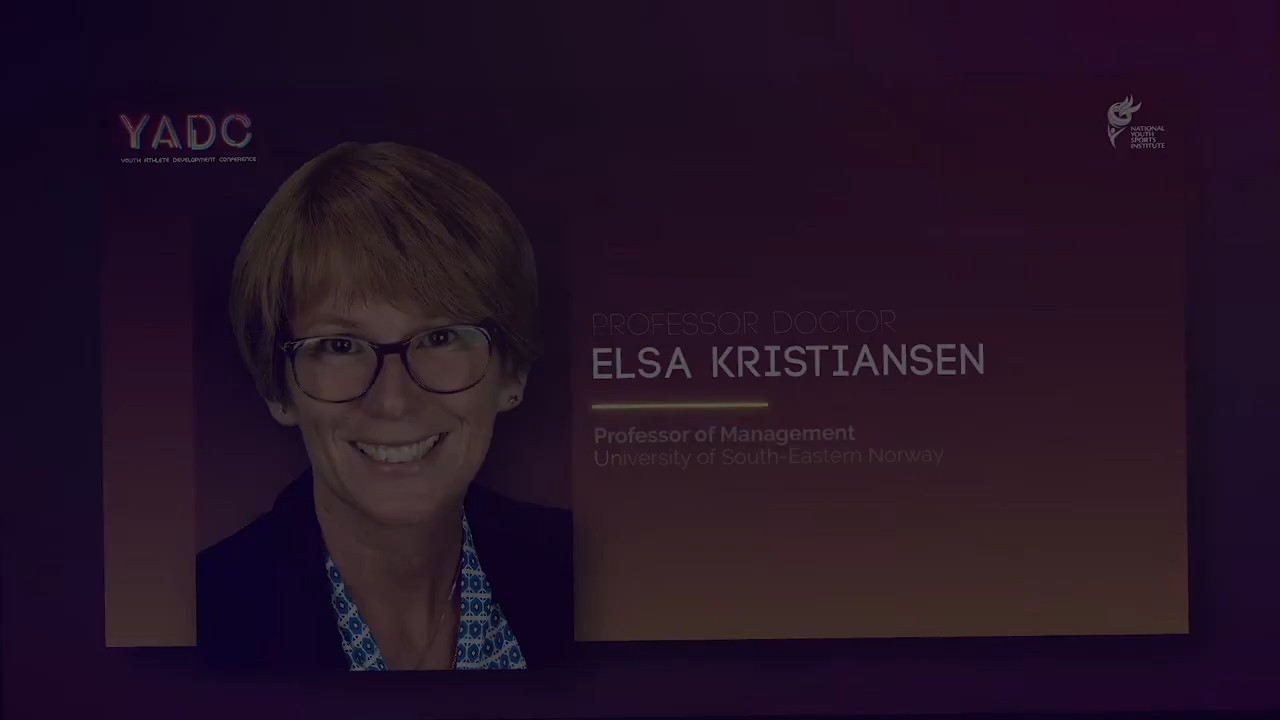 YADC
YOUTH ATHLETE DEVELOPMENT CONFERENCE
NATIONAL
YOUTH
SPORTS
INSTITUTE
PROFESSOR DOCTOR
ELSA KRISTIANSEN
Professor of Management
University of South-Eastern Norway